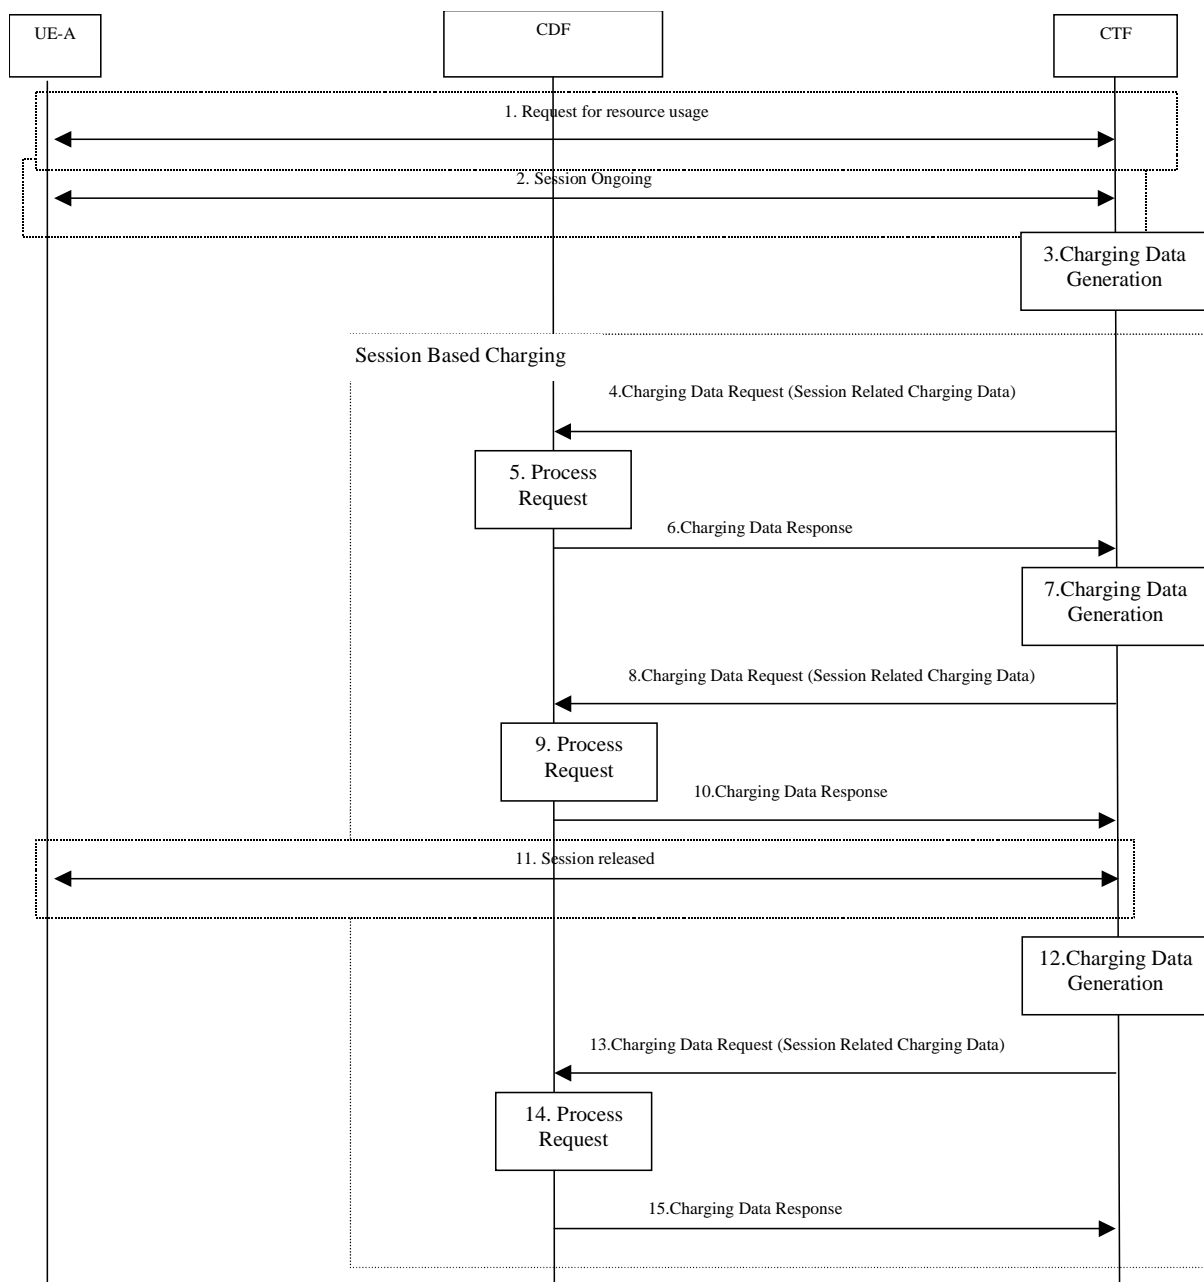 UE-A
CDF
CTF
1. Request for resource usage
2. Session Ongoing
3.Charging Data
Generation
Session Based Charging
4.Charging Data Request (Session Related Charging Data)
5. Process
Request
6.Charging Data Response
7.Charging Data
Generation
8.Charging Data Request (Session Related Charging Data)
9. Process
Request
10.Charging Data Response
11. Session released
12.Charging Data
Generation
13.Charging Data Request (Session Related Charging Data)
14. Process
Request
15.Charging Data Response